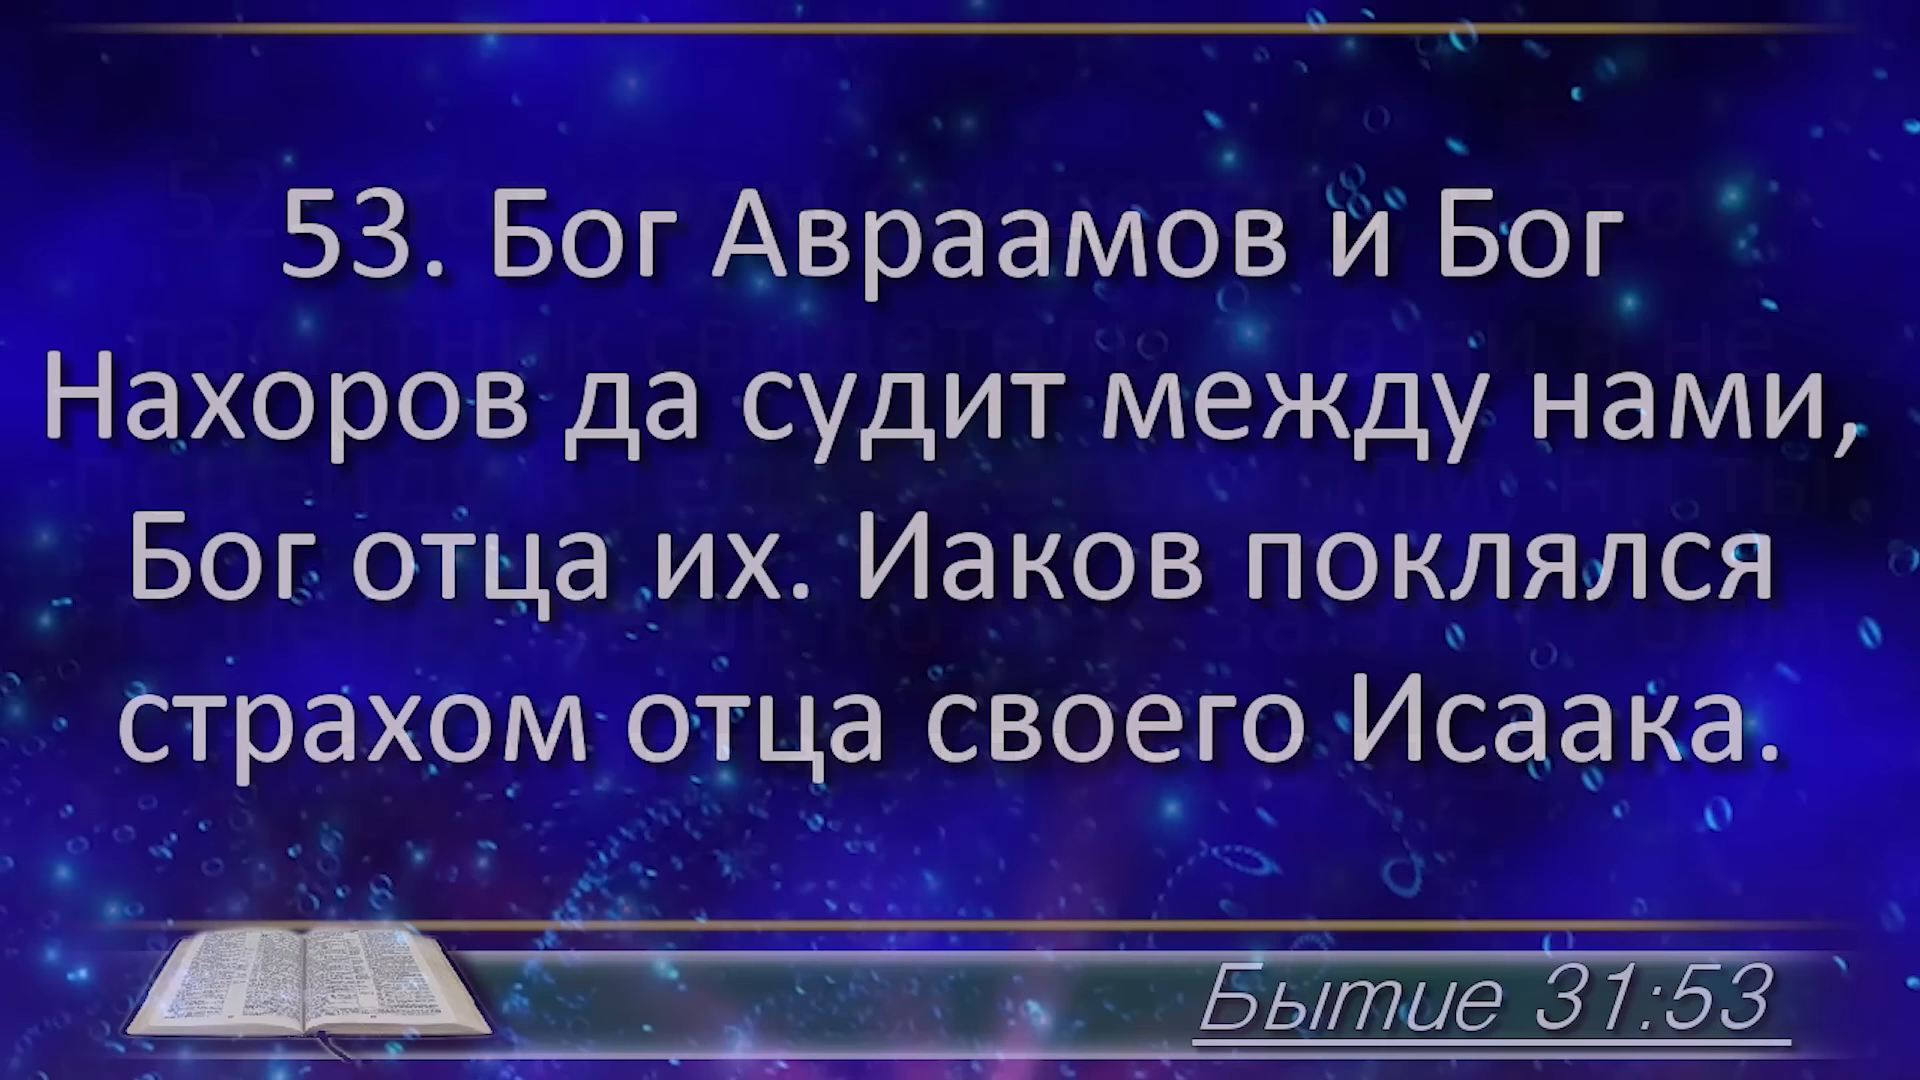 53. Бог Авраамов и Бог
Нахоров да судит между нами,
Бог отца их. Иаков поклялся
страхом отца своего Исаака.
Бытие 31:53